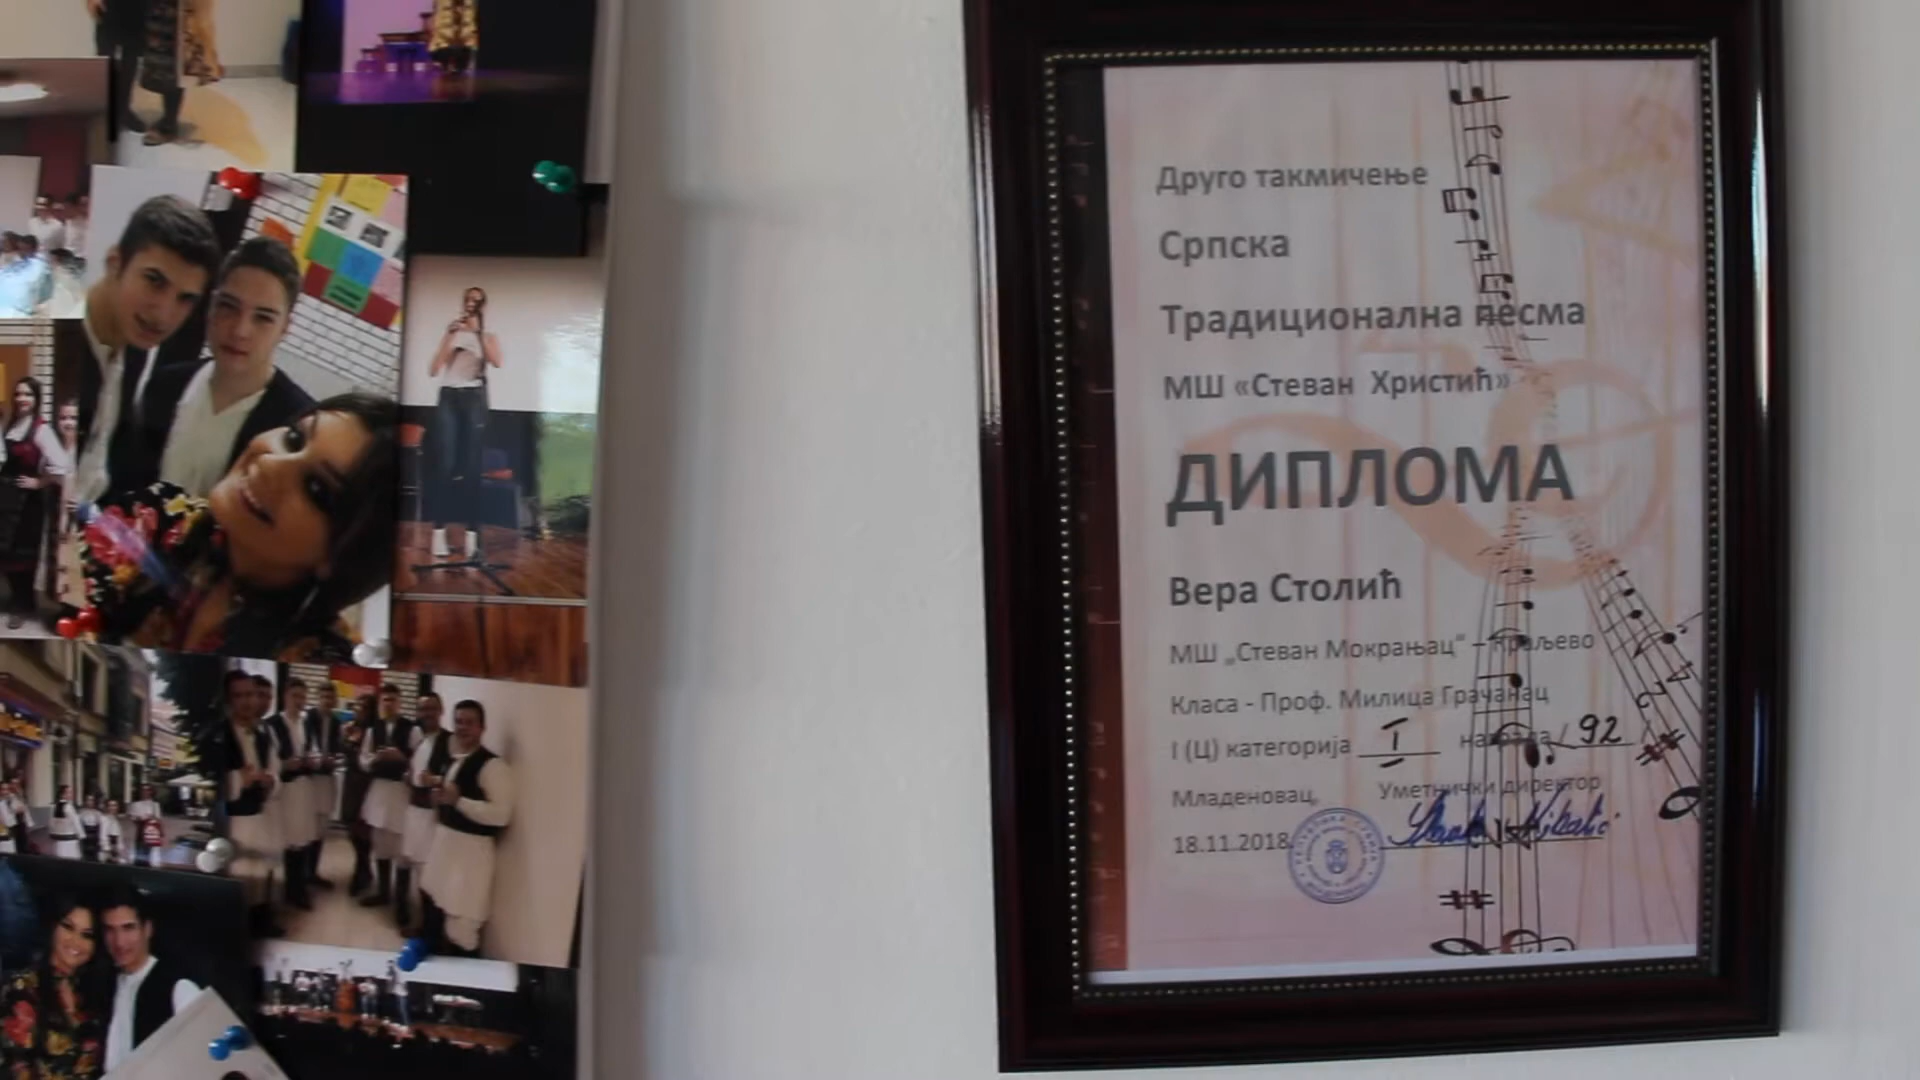 Друго такмичење
Српска
Традиционална песма
МШ «Стеван Христић»
ДИПЛОМА
Вера Столић
МШ „Стеван Мокрањац“ – Краљево
Класа - Проф. Милица Грачанац
I (Ц) категорија I награда / 92
Младеновац, Уметнички директор
18.11.2018